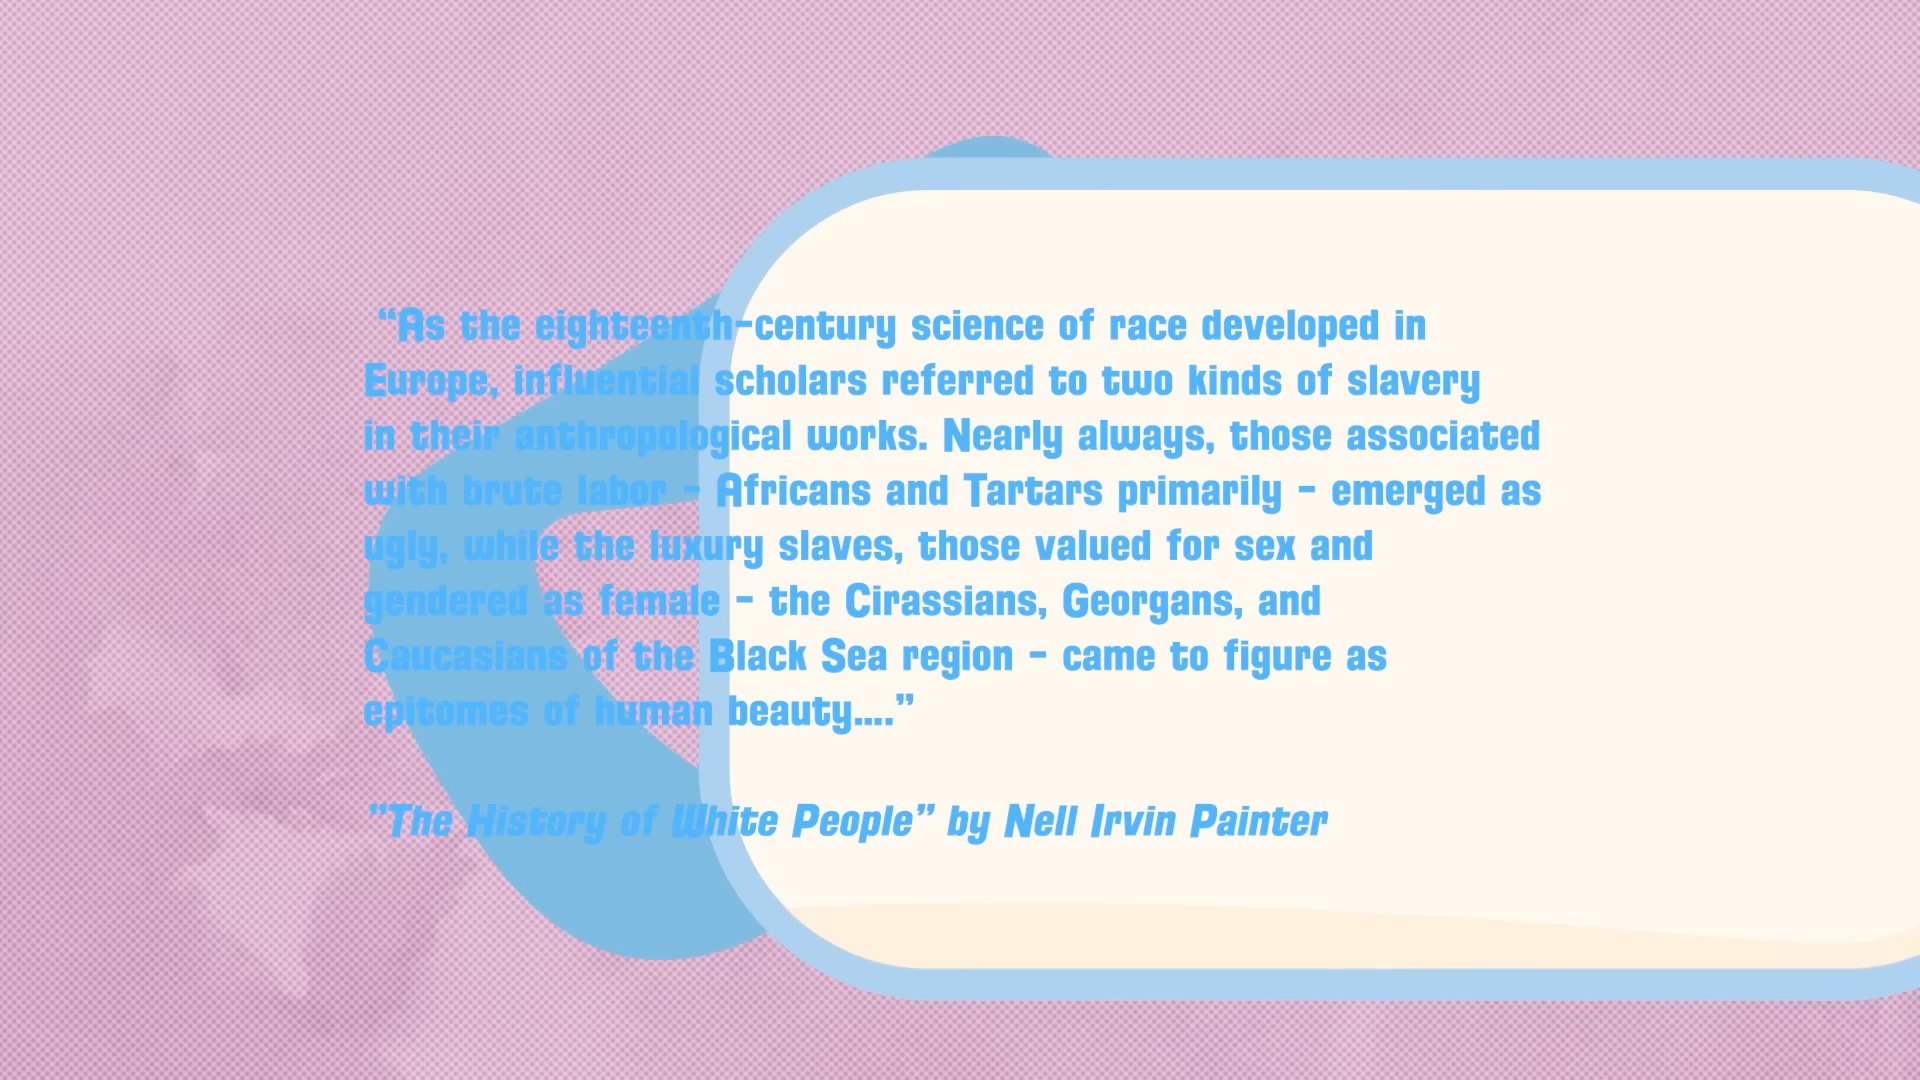 “As the eighteenth-century science of race developed in
Europe, influential scholars referred to two kinds of slavery
in their anthropological works. Nearly always, those associated
with brute labor - Africans and Tartars primarily - emerged as
ugly, while the luxury slaves, those valued for sex and
gendered as female - the Cirassians, Georgans, and
Caucasians of the Black Sea region - came to figure as
epitomes of human beauty....”
"The History of White People” by Nell Irvin Painter